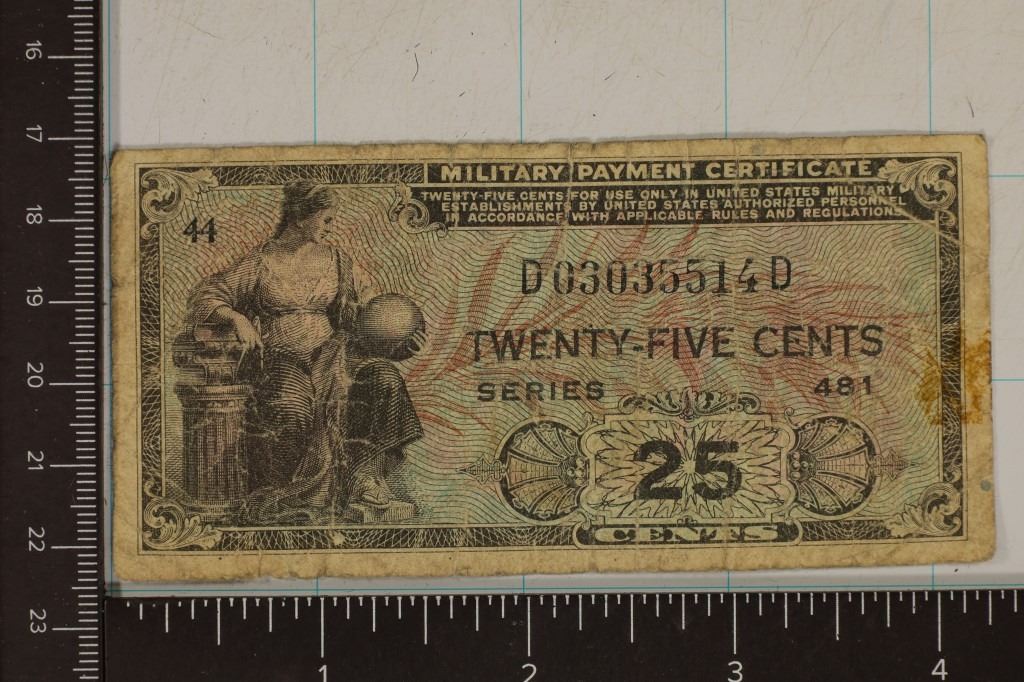 MILITARY PAYMENT CERTIFICATE
TWENTY-FIVE CENTS FOR USE ONLY IN UNITED STATES MILITARY
ESTABLISHMENTS BY UNITED STATES AUTHORIZED PERSONNEL
IN ACCORDANCE WITH APPLICABLE RULES AND REGULATIONS
44
D03035514D
TWENTY-FIVE CENTS
SERIES 481
25
CENTS
16
17
18
19
20
21
22
23
1 2 3 4